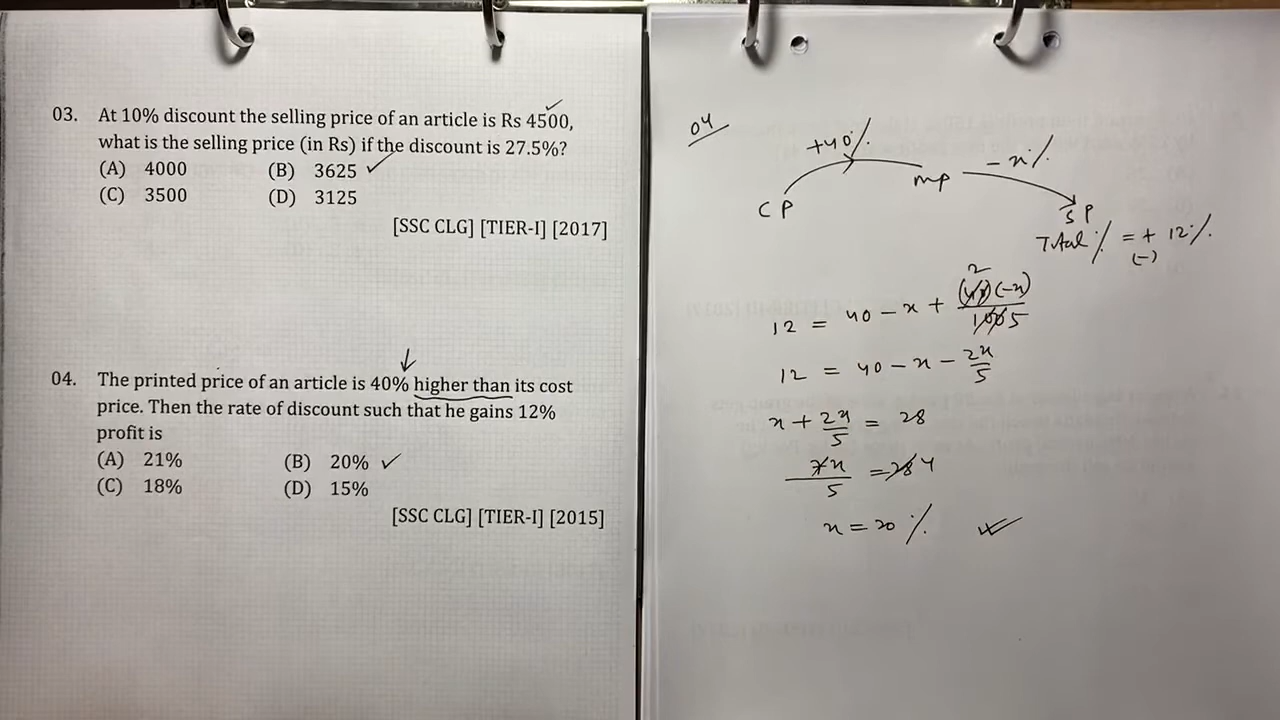 03. At 10% discount the selling price of an article is Rs 4500,
what is the selling price (in Rs) if the discount is 27.5%?
(A) 4000 (B) 3625 ✓
(C) 3500 (D) 3125
[SSC CLG] [TIER-I] [2017]
04. The printed price of an article is 40% higher than its cost
price. Then the rate of discount such that he gains 12%
profit is
(A) 21% (B) 20% ✓
(C) 18% (D) 15%
[SSC CLG] [TIER-I] [2015]
04
+40%
-x%
CP
MP
SP
Total % = + 12%
(-)
2
12 = 40 - x + (40)(-x)
1005
12 = 40 - x - 2x/5
x + 2x/5 = 28
7x/5 = 28 4
x = 20%